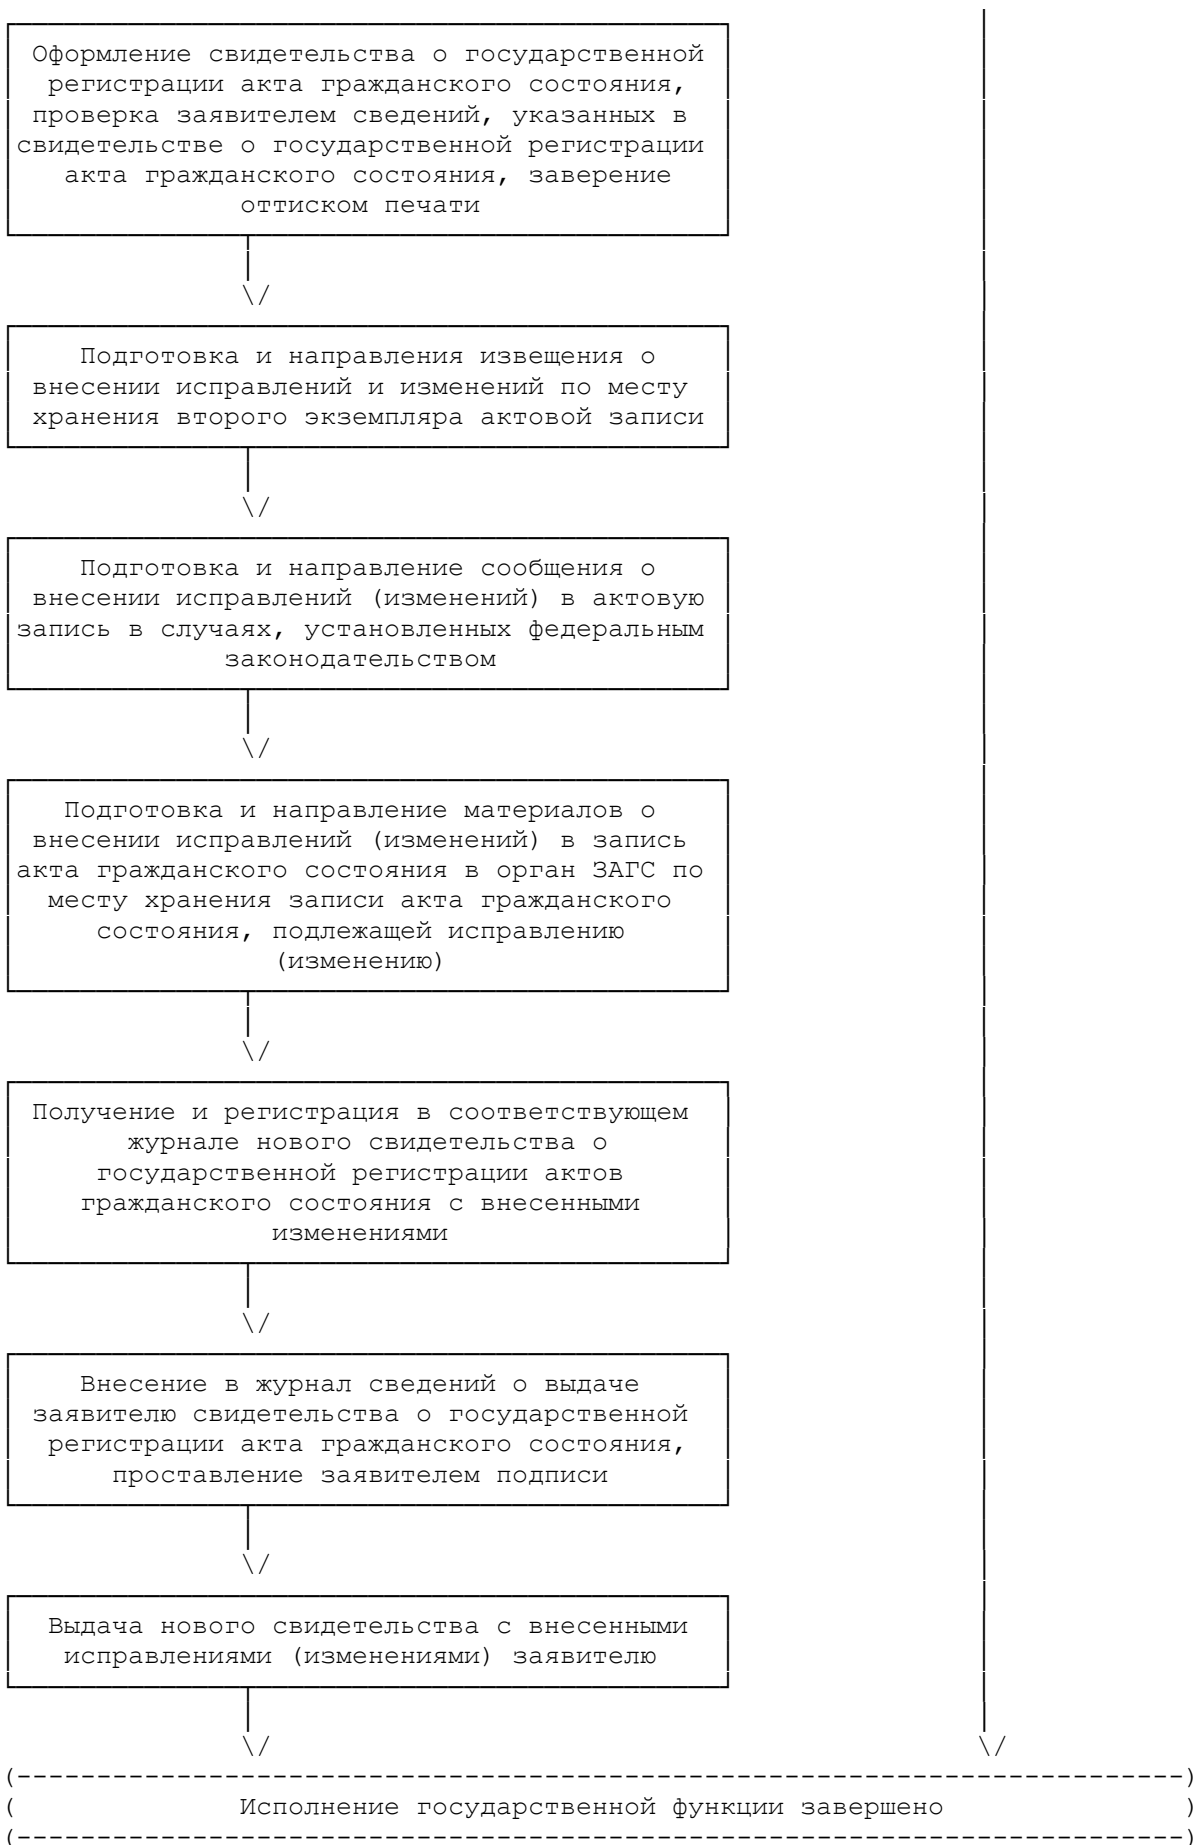 Оформление свидетельства о государственной
регистрации акта гражданского состояния,
проверка заявителем сведений, указанных в
свидетельстве о государственной регистрации
акта гражданского состояния, заверение
оттиском печати
\/
Подготовка и направления извещения о
внесении исправлений и изменений по месту
хранения второго экземпляра актовой записи
\/
Подготовка и направление сообщения о
внесении исправлений (изменений) в актовую
запись в случаях, установленных федеральным
законодательством
\/
Подготовка и направление материалов о
внесении исправлений (изменений) в запись
акта гражданского состояния в орган ЗАГС по
месту хранения записи акта гражданского
состояния, подлежащей исправлению
(изменению)
\/
Получение и регистрация в соответствующем
журнале нового свидетельства о
государственной регистрации актов
гражданского состояния с внесенными
изменениями
\/
Внесение в журнал сведений о выдаче
заявителю свидетельства о государственной
регистрации акта гражданского состояния,
проставление заявителем подписи
\/
Выдача нового свидетельства с внесенными
исправлениями (изменениями) заявителю
\/ \/
(-------------------------------------------------------------------------)
( Исполнение государственной функции завершено )
(-------------------------------------------------------------------------)